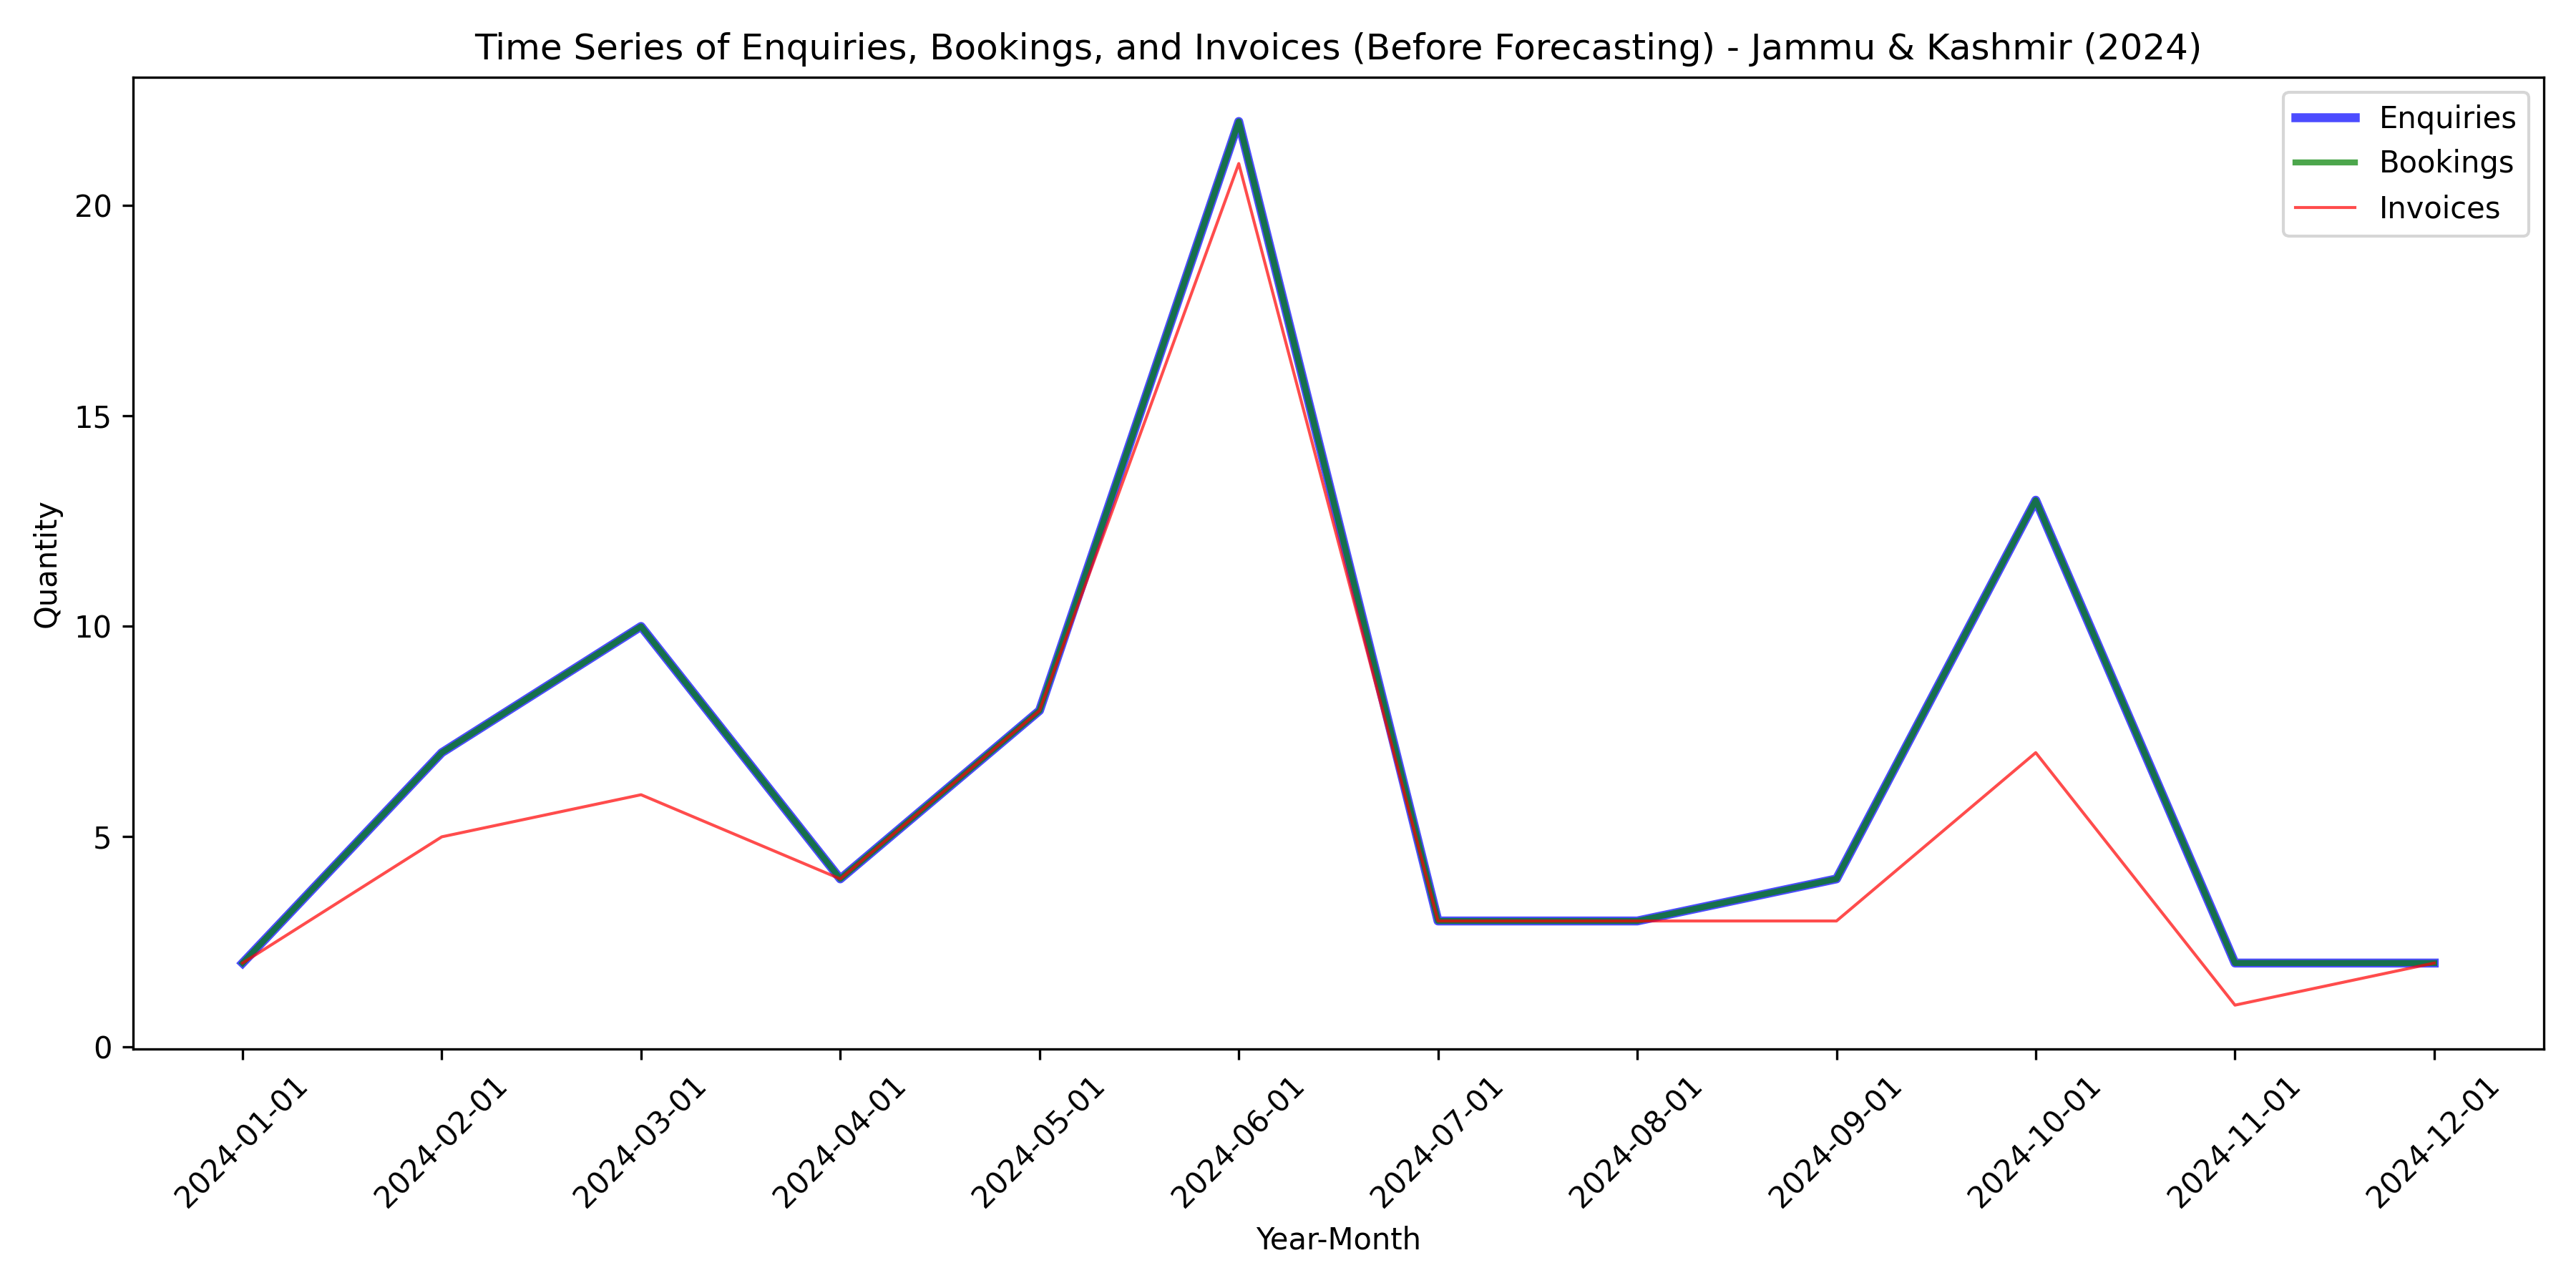 Time Series of Enquiries, Bookings, and Invoices (Before Forecasting) - Jammu & Kashmir (2024)
Enquiries
Bookings
Invoices
Quantity
20
15
10
5
0
2024-01-01
2024-02-01
2024-03-01
2024-04-01
2024-05-01
2024-06-01
2024-07-01
2024-08-01
2024-09-01
2024-10-01
2024-11-01
2024-12-01
Year-Month